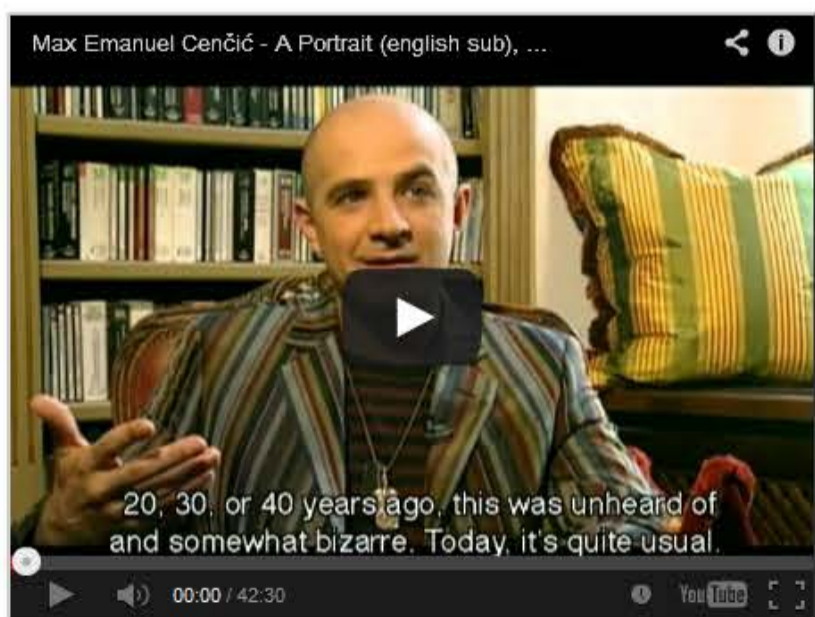 Max Emanuel Cenčić - A Portrait (english sub), ...
20, 30, or 40 years ago, this was unheard of
and somewhat bizarre. Today, it's quite usual.
00:00 / 42:30
YouTube